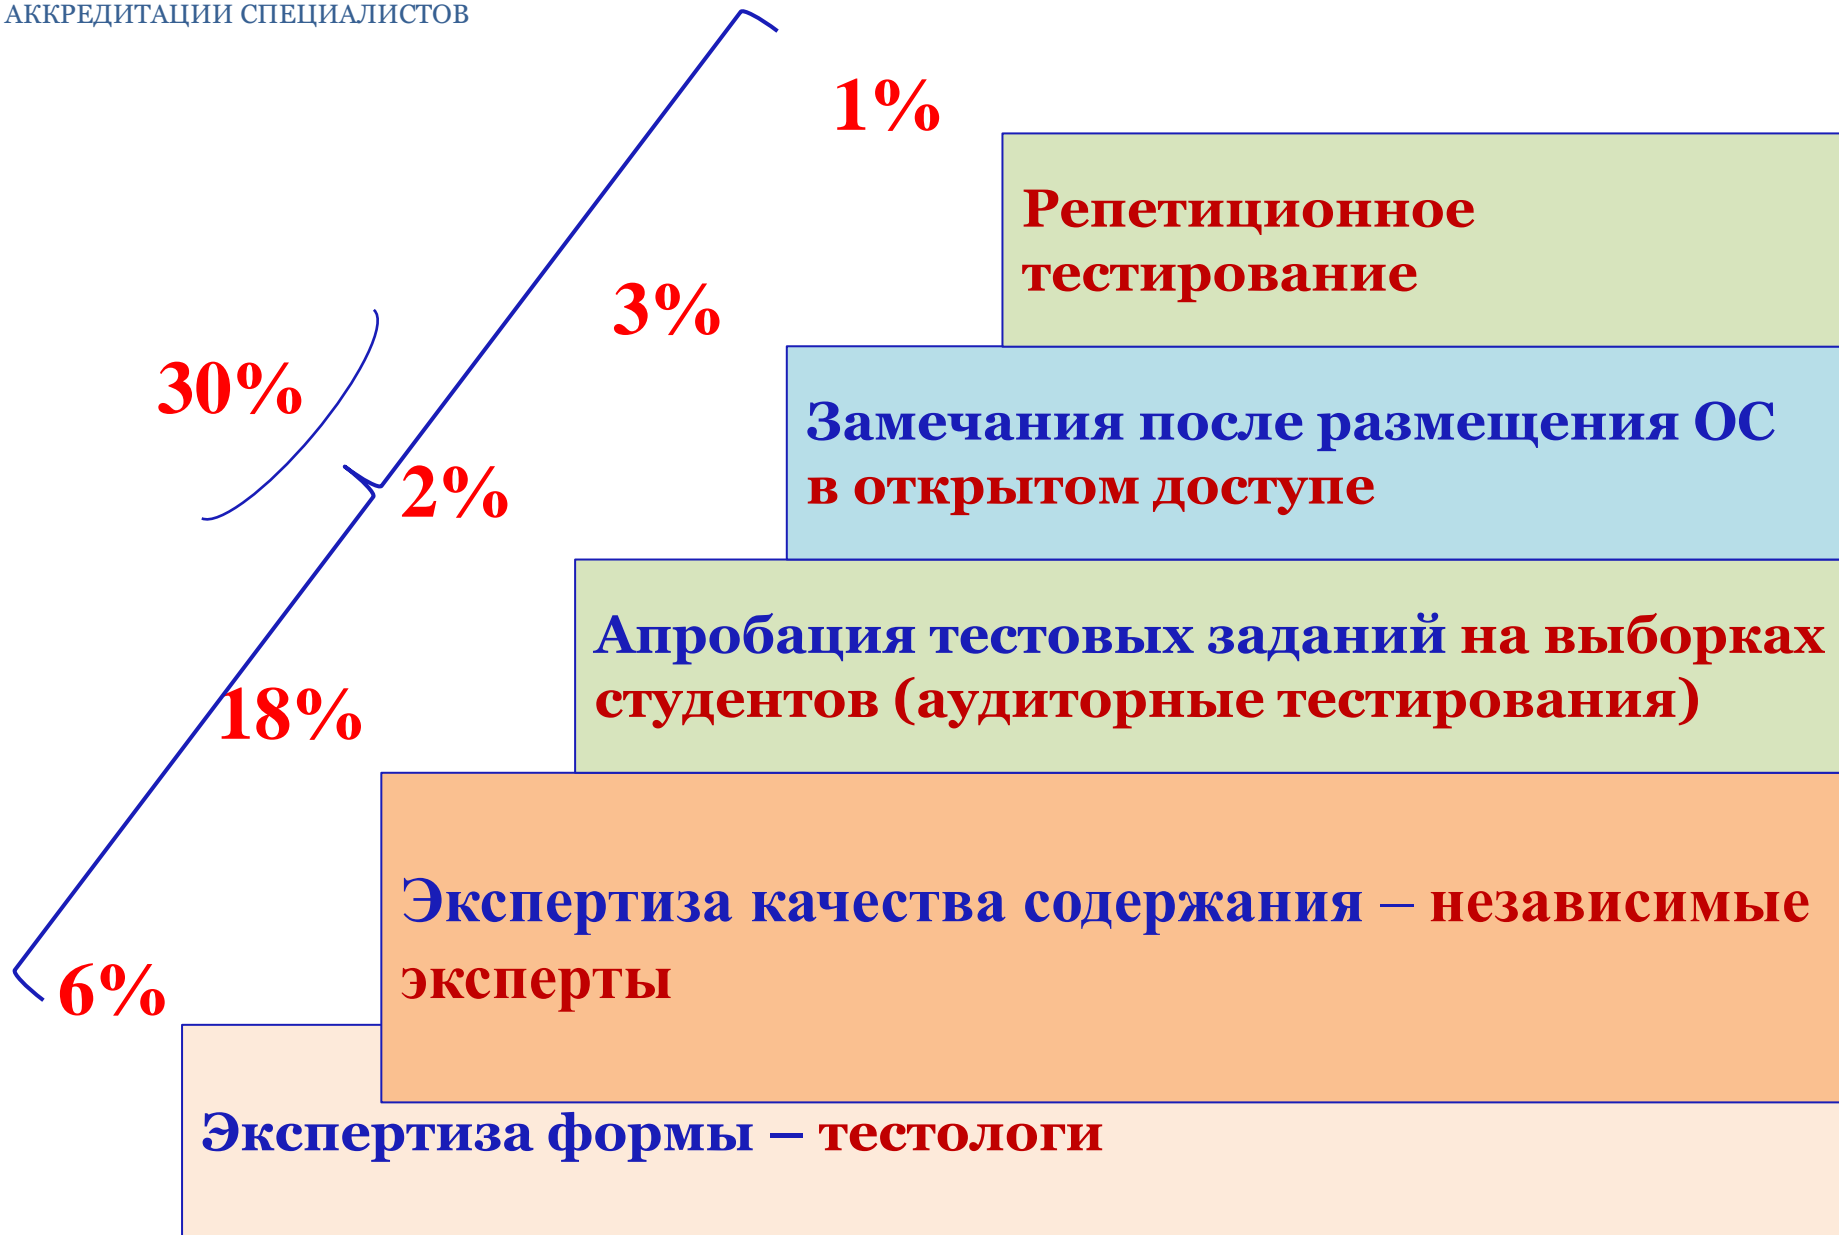 АККРЕДИТАЦИИ СПЕЦИАЛИСТОВ
1%
Репетиционное
тестирование
3%
30%
Замечания после размещения ОС
в открытом доступе
2%
Апробация тестовых заданий на выборках
студентов (аудиторные тестирования)
18%
Экспертиза качества содержания – независимые
эксперты
6%
Экспертиза формы – тестологи